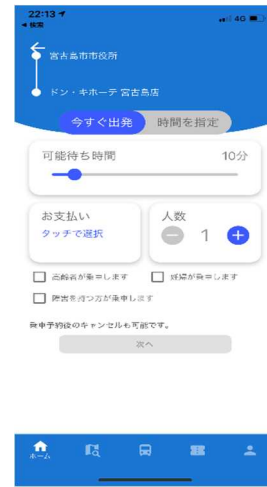 22:13
4G
◀ 検索
宮古島市市役所
ドン・キホーテ 宮古島店
今すぐ出発 時間を指定
可能待ち時間 10分
お支払い 人数
タッチで選択 1
高齢者が乗車します 妊婦が乗車します
障害を持つ方が乗車します
乗車予約後のキャンセルも可能です。
次へ
ホーム